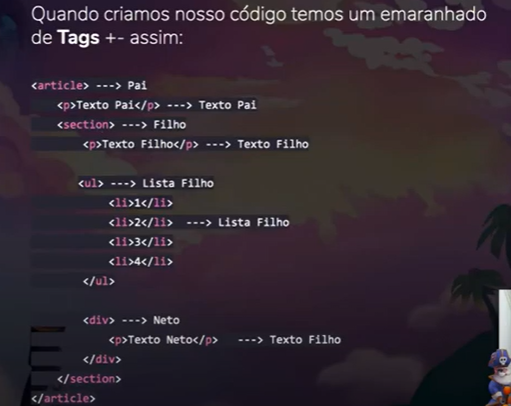 Quando criamos nosso código temos um emaranhado
de Tags +- assim:
<article> ---> Pai
<p>Texto Pai</p> ---> Texto Pai
<section> ---> Filho
<p>Texto Filho</p> ---> Texto Filho
<ul> ---> Lista Filho
<li>1</li>
<li>2</li> ---> Lista Filho
<li>3</li>
<li>4</li>
</ul>
<div> ---> Neto
<p>Texto Neto</p> ---> Texto Filho
</div>
</section>
</article>